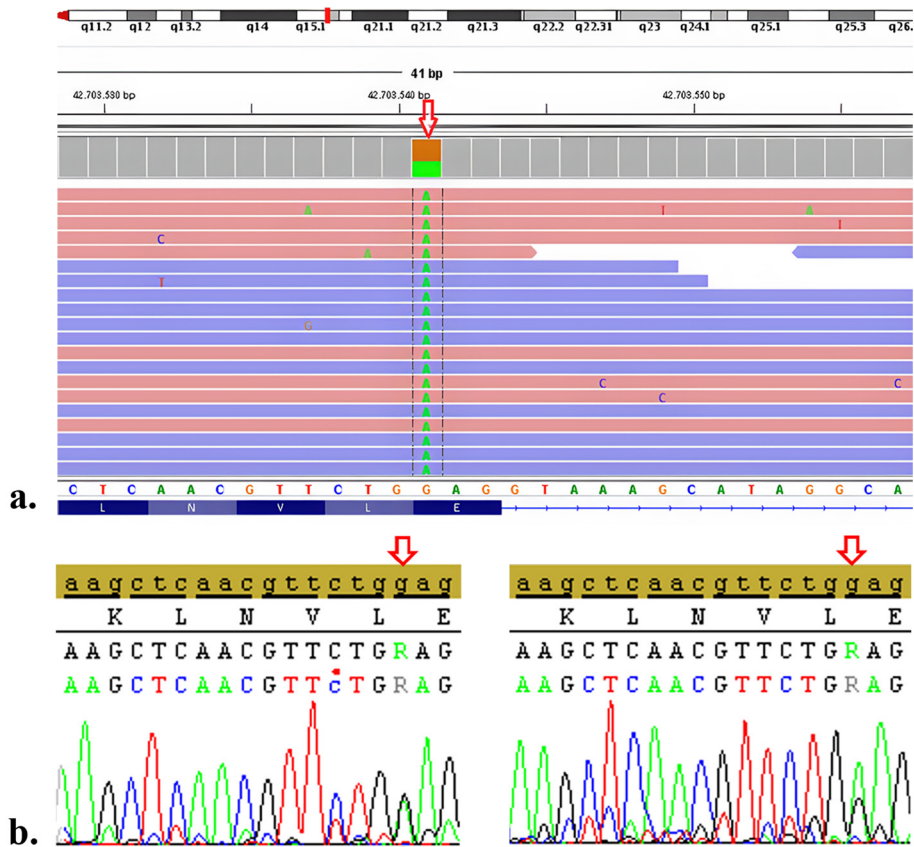 q11.2 q12 q13.2 q14 q15.1 q21.1 q21.2 q21.3 q22.2 q22.31 q23 q24.1 q25.1 q25.3 q26.
41 bp
42.703.530 bp 42.703.540 bp 42.703.550 bp
A
A A T A
A T
C A
A A
A
T A
A
A
G A
A
A
A
A C C
A C
A
A
A
A
A
C T C A A C G T T C T G G A G G T A A A G C A T A G G C A
a.
L N V L E
aagctcaacgttctggag aagctcaacgttctggag
K L N V L E K L N V L E
AAGCTCAACGTTCTGRAG AAGCTCAACGTTCTGRAG
AAGCTCAACGTTCTGRAG AAGCTCAACGTTCTGRAG
b.